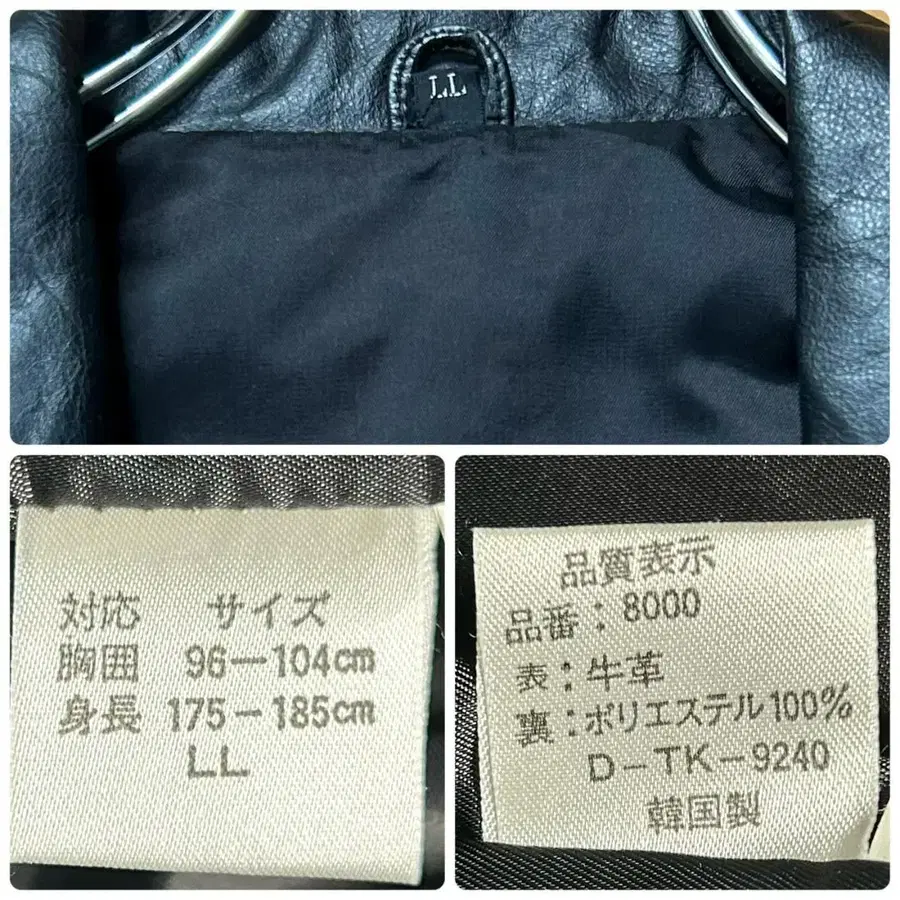 LL
対応 サイズ
胸囲 96-104cm
身長 175-185cm
LL
品質表示
品番:8000
表:牛革
裏:ポリエステル100%
D-TK-9240
韓国製